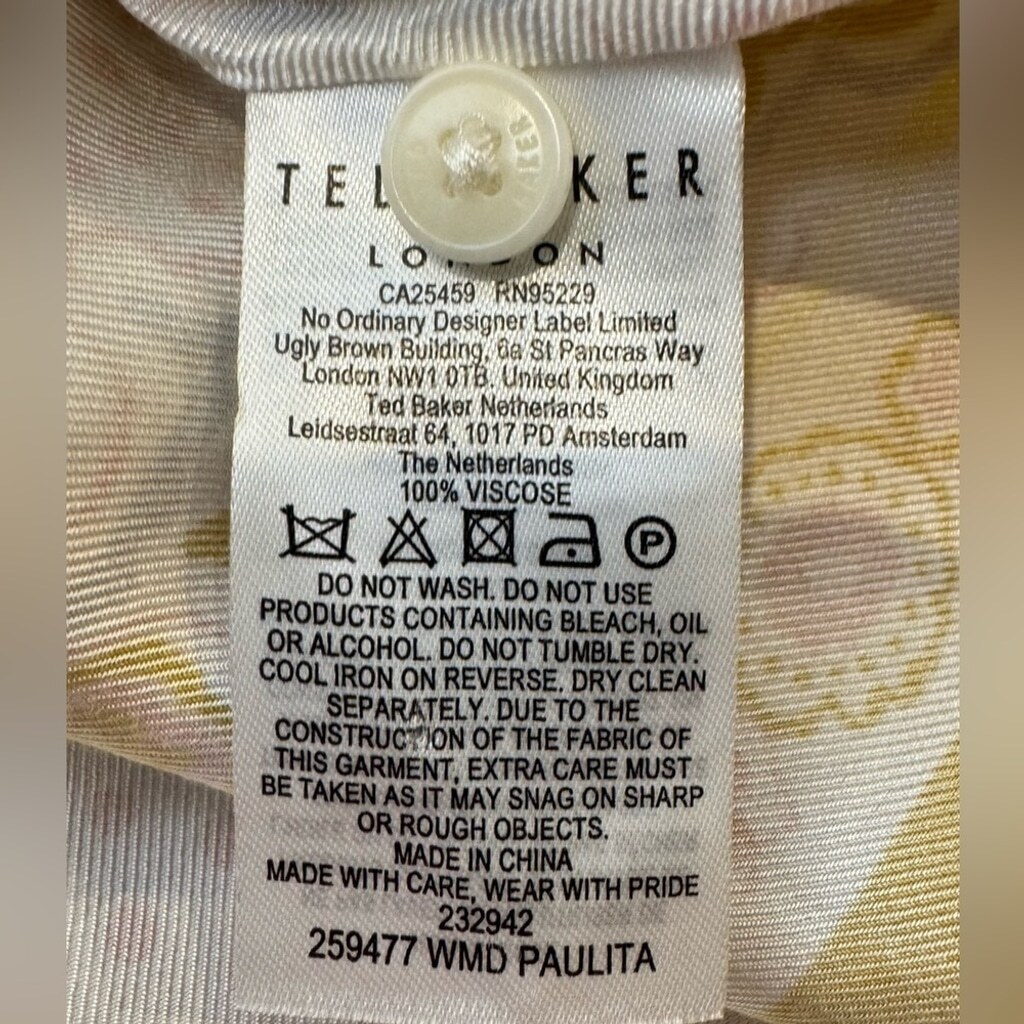 TED BAKER
LONDON
CA25459 RN95229
No Ordinary Designer Label Limited
Ugly Brown Building, 6a St Pancras Way
London NW1 0TB. United Kingdom
Ted Baker Netherlands
Leidsestraat 64, 1017 PD Amsterdam
The Netherlands
100% VISCOSE
P
DO NOT WASH. DO NOT USE
PRODUCTS CONTAINING BLEACH, OIL
OR ALCOHOL. DO NOT TUMBLE DRY.
COOL IRON ON REVERSE. DRY CLEAN
SEPARATELY. DUE TO THE
CONSTRUCTION OF THE FABRIC OF
THIS GARMENT, EXTRA CARE MUST
BE TAKEN AS IT MAY SNAG ON SHARP
OR ROUGH OBJECTS.
MADE IN CHINA
MADE WITH CARE, WEAR WITH PRIDE
232942
259477 WMD PAULITA